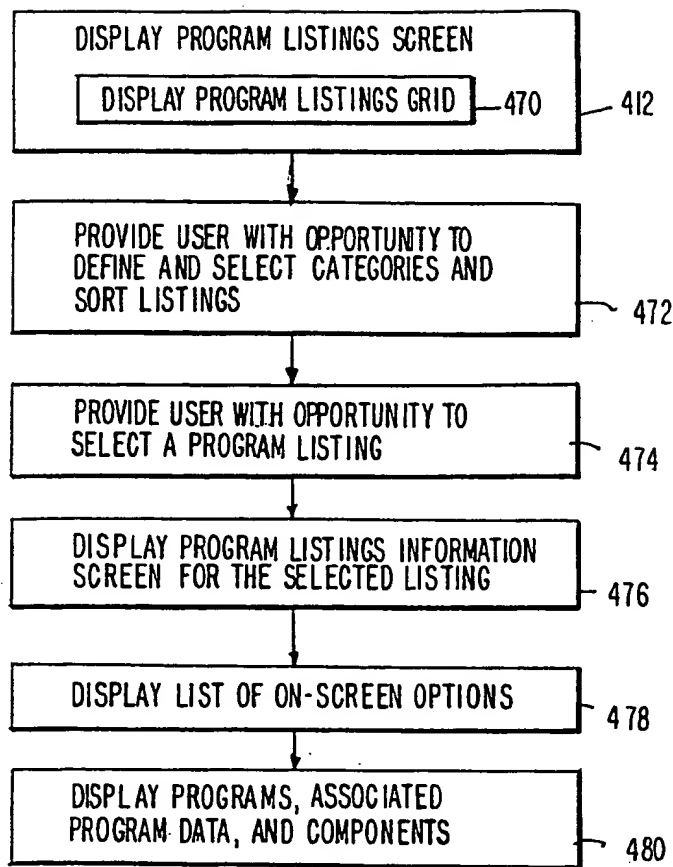 DISPLAY PROGRAM LISTINGS SCREEN
DISPLAY PROGRAM LISTINGS GRID 470
412
PROVIDE USER WITH OPPORTUNITY TO
DEFINE AND SELECT CATEGORIES AND
SORT LISTINGS
472
PROVIDE USER WITH OPPORTUNITY TO
SELECT A PROGRAM LISTING
474
DISPLAY PROGRAM LISTINGS INFORMATION
SCREEN FOR THE SELECTED LISTING
476
DISPLAY LIST OF ON-SCREEN OPTIONS
478
DISPLAY PROGRAMS, ASSOCIATED
PROGRAM DATA, AND COMPONENTS
480